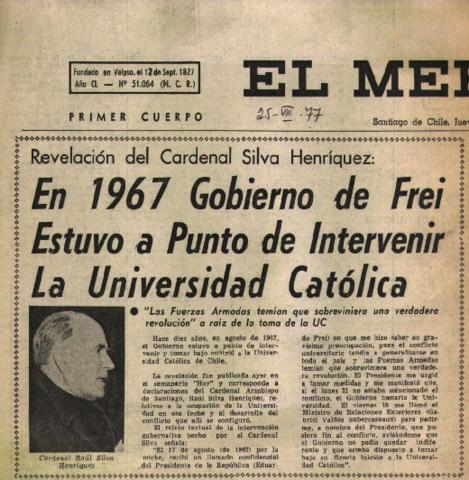 Fundado en Valpso. el 12 de Sept. 1827
Año CL — Nº 51.064 (N. C. R.)
EL MER
25-VIII-77
PRIMER CUERPO
Santiago de Chile, Juev
Revelación del Cardenal Silva Henríquez:
En 1967 Gobierno de Frei
Estuvo a Punto de Intervenir
La Universidad Católica
● "Las Fuerzas Armadas temían que sobreviniera una verdadera
revolución" a raíz de la toma de la UC
Hace diez años, en agosto de 1967,
el Gobierno estuvo a punto de inter-
venir y tomar bajo control a la Univer-
sidad Católica de Chile.
La revelación fue publicada ayer en
el semanario "Hoy" y corresponde a
declaraciones del Cardenal Arzobispo
de Santiago, Raúl Silva Henríquez, re-
lativas a la ocupación de la Universi-
dad en esa fecha y al desarrollo del
conflicto que allí se configuró.
El relato textual de la intervención
gubernativa hecho por el Cardenal
Silva señala:
"El 17 de agosto (de 1967) por la
noche, recibí un llamado confidencial
del Presidente de la República (Eduar-
do Frei) en que me hizo saber su gra-
vísima preocupación, pues el conflicto
universitario tendía a generalizarse en
todo el país y las Fuerzas Armadas
temían que sobreviniera una verdade-
ra revolución. El Presidente me urgió
a tomar medidas y me manifestó que,
si el lunes 21 no estaba solucionado el
conflicto, el Gobierno tomaría la Uni-
versidad. El viernes 18 me llamó el
Ministro de Relaciones Exteriores (Ga-
briel Valdés Subercaseaux) para pedir-
me, a nombre del Presidente, que pu-
siera fin al conflicto, avisándome que
el Gobierno no podía quedar indife-
rente y que estaba dispuesto a tomar
bajo su directa tuición a la Universi-
dad Católica".
Cardenal Raúl Silva
Henríquez